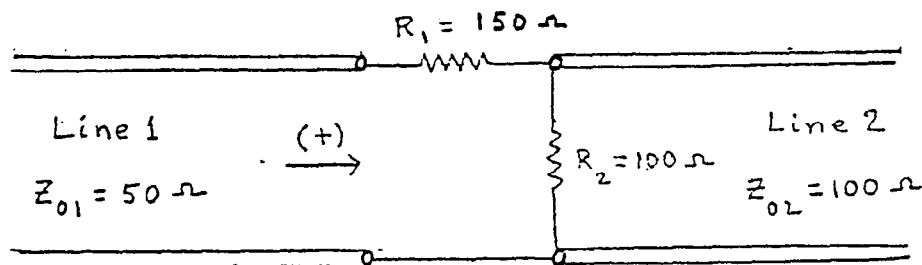 R₁ = 150 Ω
Line 1
(+)
Z₀₁ = 50 Ω
R₂ = 100 Ω
Line 2
Z₀₂ = 100 Ω